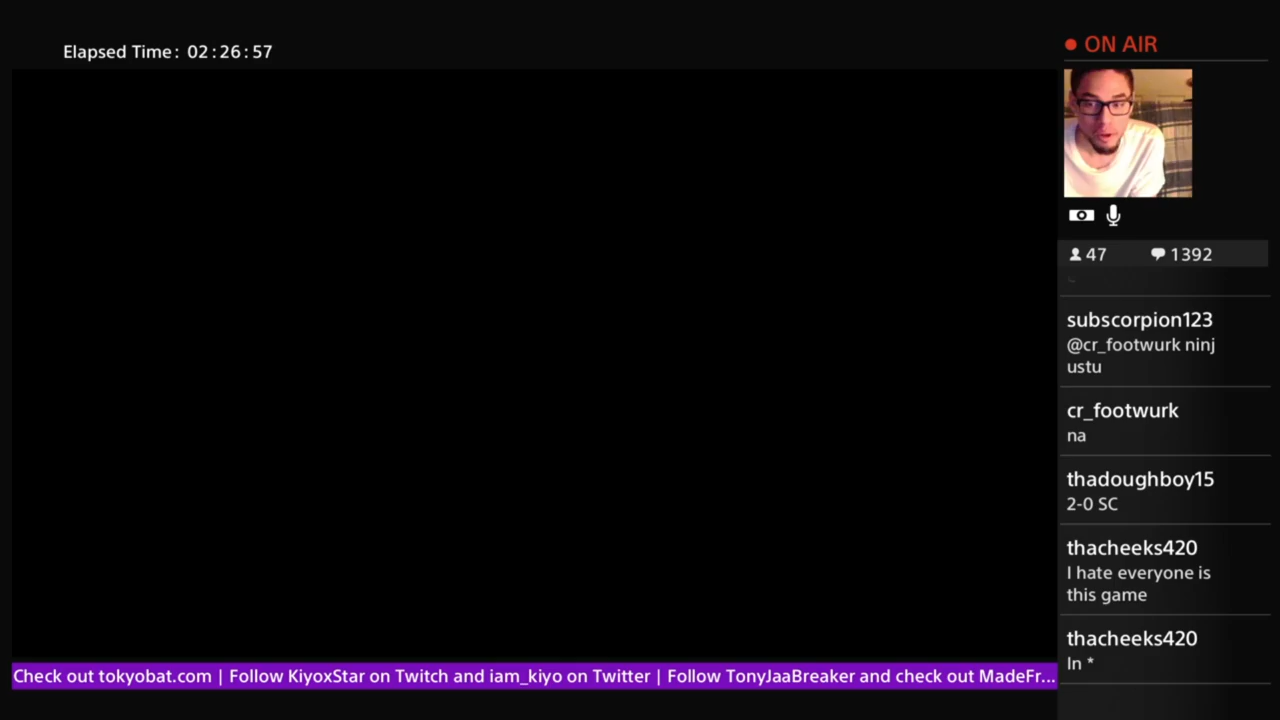 Elapsed Time: 02:26:57
ON AIR
47 1392
subscorpion123
@cr_footwurk ninj
ustu
cr_footwurk
na
thadoughboy15
2-0 SC
thacheeks420
I hate everyone is
this game
thacheeks420
In *
Check out tokyobat.com | Follow KiyoxStar on Twitch and iam_kiyo on Twitter | Follow TonyJaaBreaker and check out MadeFr...